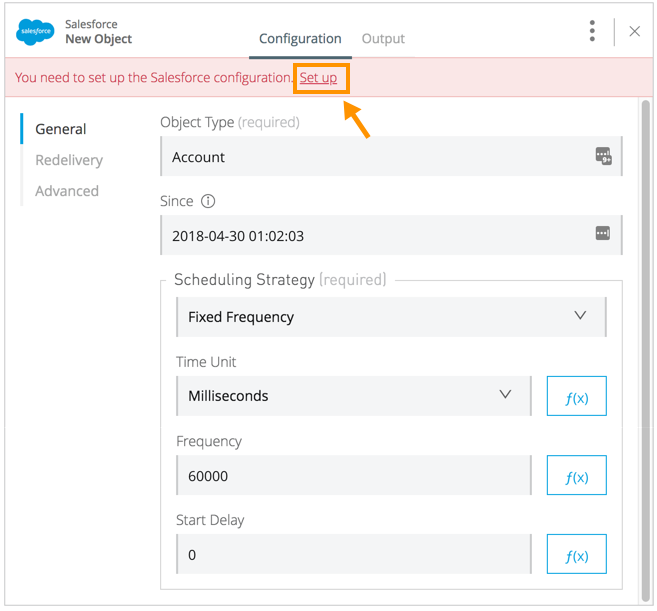 salesforce
Salesforce
New Object
Configuration Output
You need to set up the Salesforce configuration. Set up
General
Redelivery
Advanced
Object Type (required)
Account
9+
Since
2018-04-30 01:02:03
Scheduling Strategy (required)
Fixed Frequency
Time Unit
Milliseconds
ƒ(x)
Frequency
60000
ƒ(x)
Start Delay
0
ƒ(x)